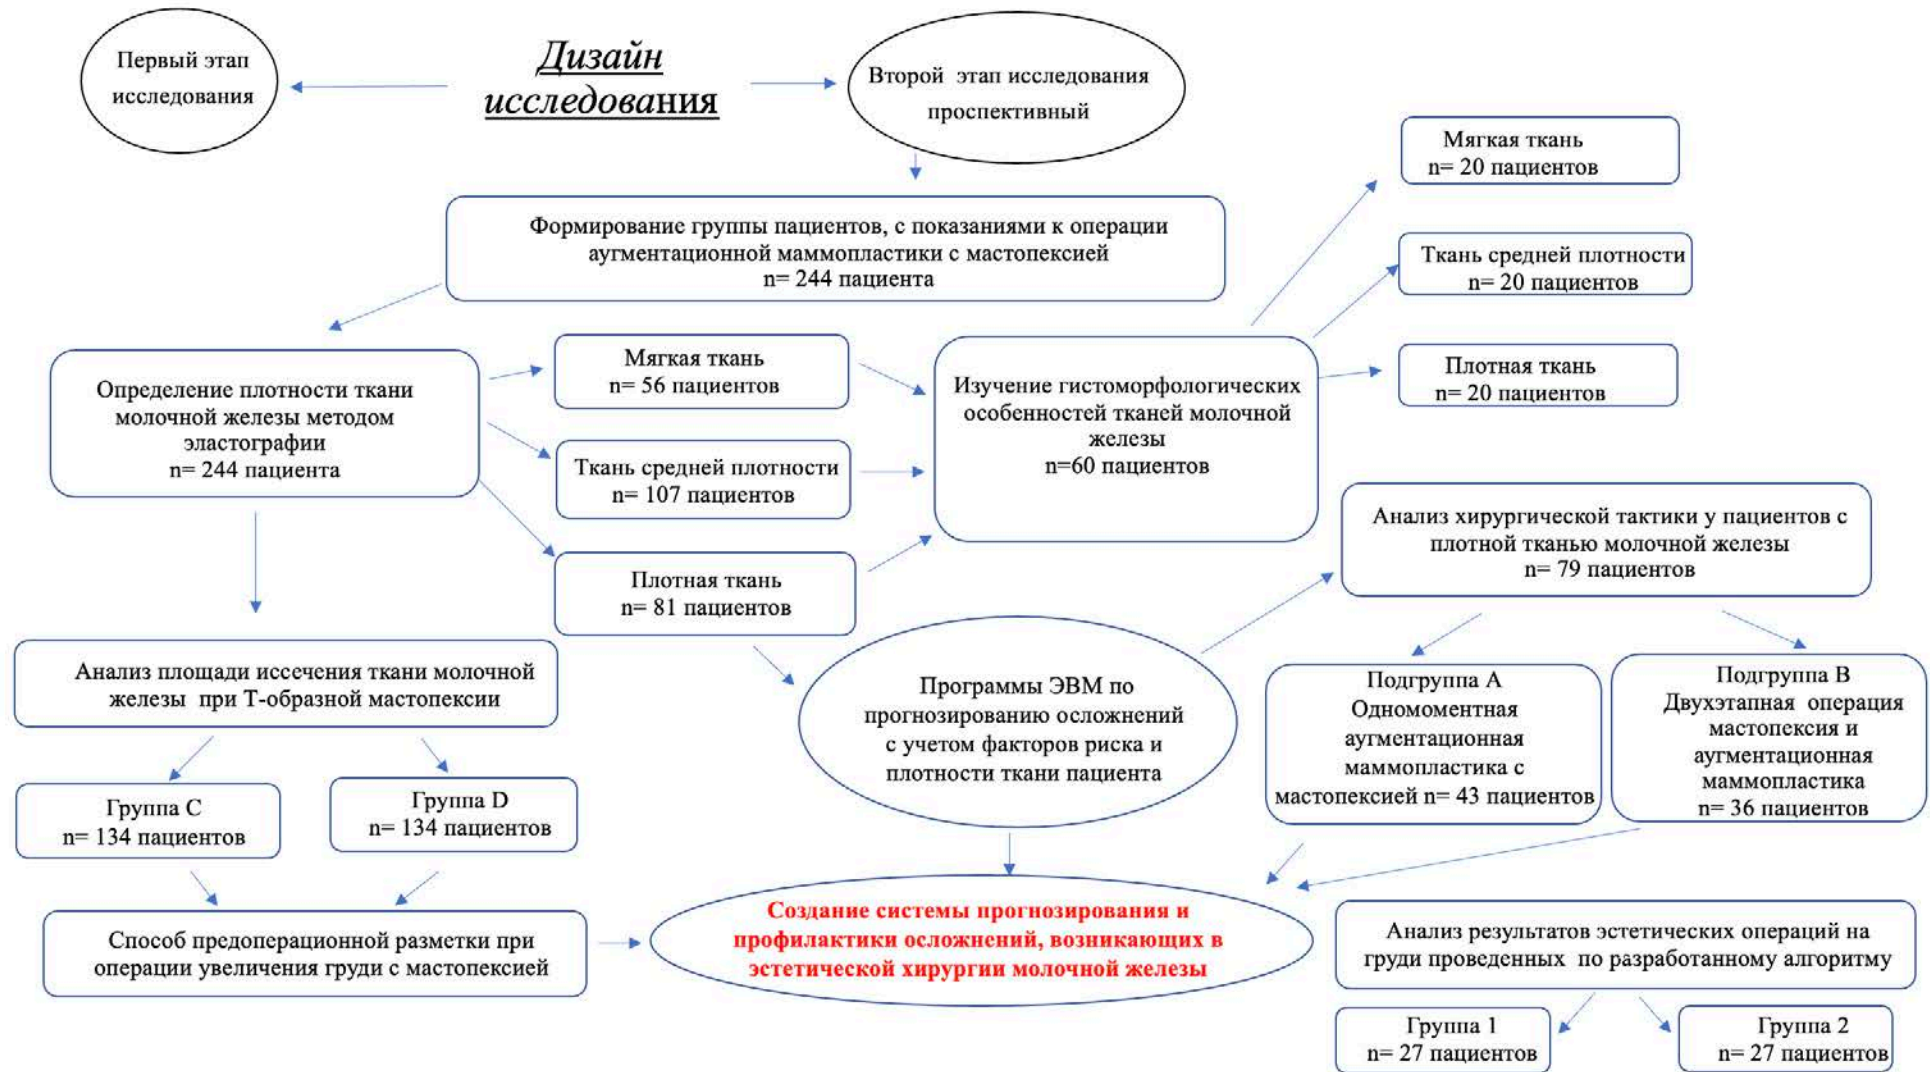 Первый этап
исследования
Дизайн
исследования
Второй этап исследования
проспективный
Формирование группы пациентов, с показаниями к операции
аугментационной маммопластики с мастопексией
n= 244 пациента
Определение плотности ткани
молочной железы методом
эластографии
n= 244 пациента
Мягкая ткань
n= 56 пациентов
Ткань средней плотности
n= 107 пациентов
Плотная ткань
n= 81 пациентов
Изучение гистоморфологических
особенностей тканей молочной
железы
n=60 пациентов
Мягкая ткань
n= 20 пациентов
Ткань средней плотности
n= 20 пациентов
Плотная ткань
n= 20 пациентов
Анализ хирургической тактики у пациентов с
плотной тканью молочной железы
n= 79 пациентов
Анализ площади иссечения ткани молочной
железы при Т-образной мастопексии
Группа С
n= 134 пациентов
Группа D
n= 134 пациентов
Программы ЭВМ по
прогнозированию осложнений
с учетом факторов риска и
плотности ткани пациента
Подгруппа А
Одномоментная
аугментационная
маммопластика с
мастопексией n= 43 пациентов
Подгруппа В
Двухэтапная операция
мастопексия и
аугментационная
маммопластика
n= 36 пациентов
Способ предоперационной разметки при
операции увеличения груди с мастопексией
Создание системы прогнозирования и
профилактики осложнений, возникающих в
эстетической хирургии молочной железы
Анализ результатов эстетических операций на
груди проведенных по разработанному алгоритму
Группа 1
n= 27 пациентов
Группа 2
n= 27 пациентов